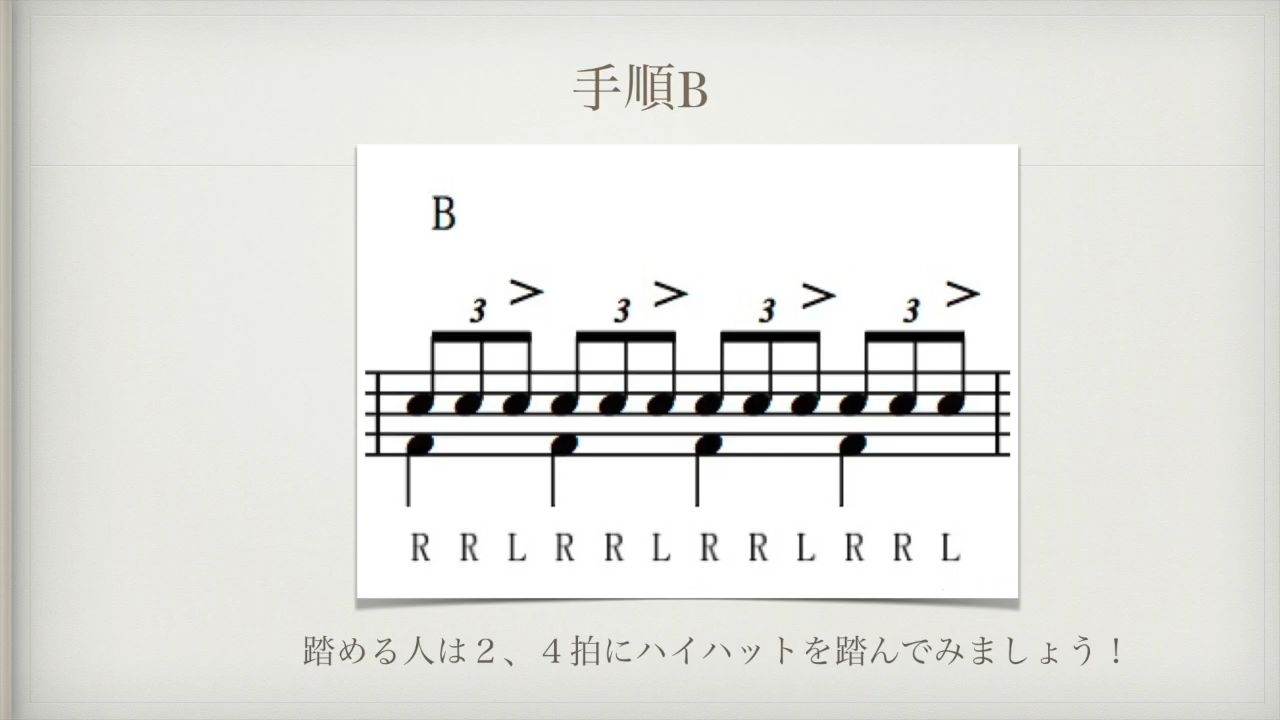 手順B
B
3 > 3 > 3 > 3 >
R R L R R L R R L R R L
踏める人は２、４拍にハイハットを踏んでみましょう！